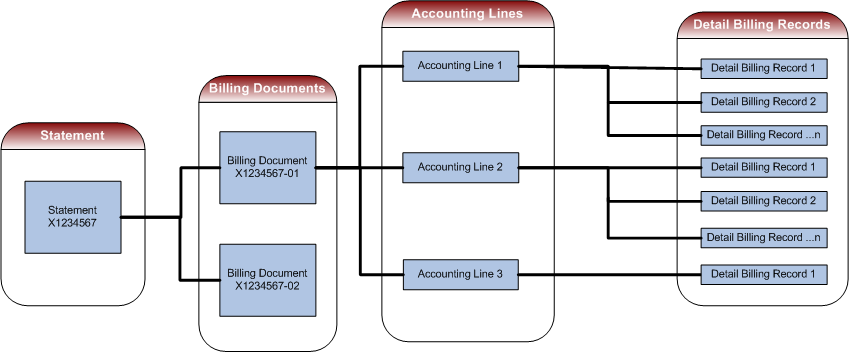 Statement
Statement
X1234567
Billing Documents
Billing Document
X1234567-01
Billing Document
X1234567-02
Accounting Lines
Accounting Line 1
Accounting Line 2
Accounting Line 3
Detail Billing Records
Detail Billing Record 1
Detail Billing Record 2
Detail Billing Record ...n
Detail Billing Record 1
Detail Billing Record 2
Detail Billing Record ...n
Detail Billing Record 1